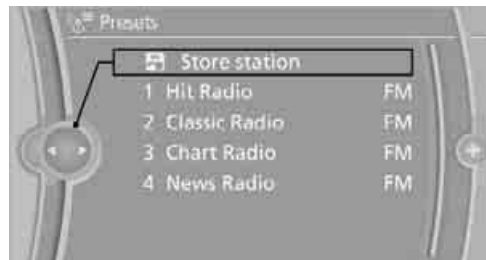 Presets
Store station
1 Hit Radio FM
2 Classic Radio FM
3 Chart Radio FM
4 News Radio FM